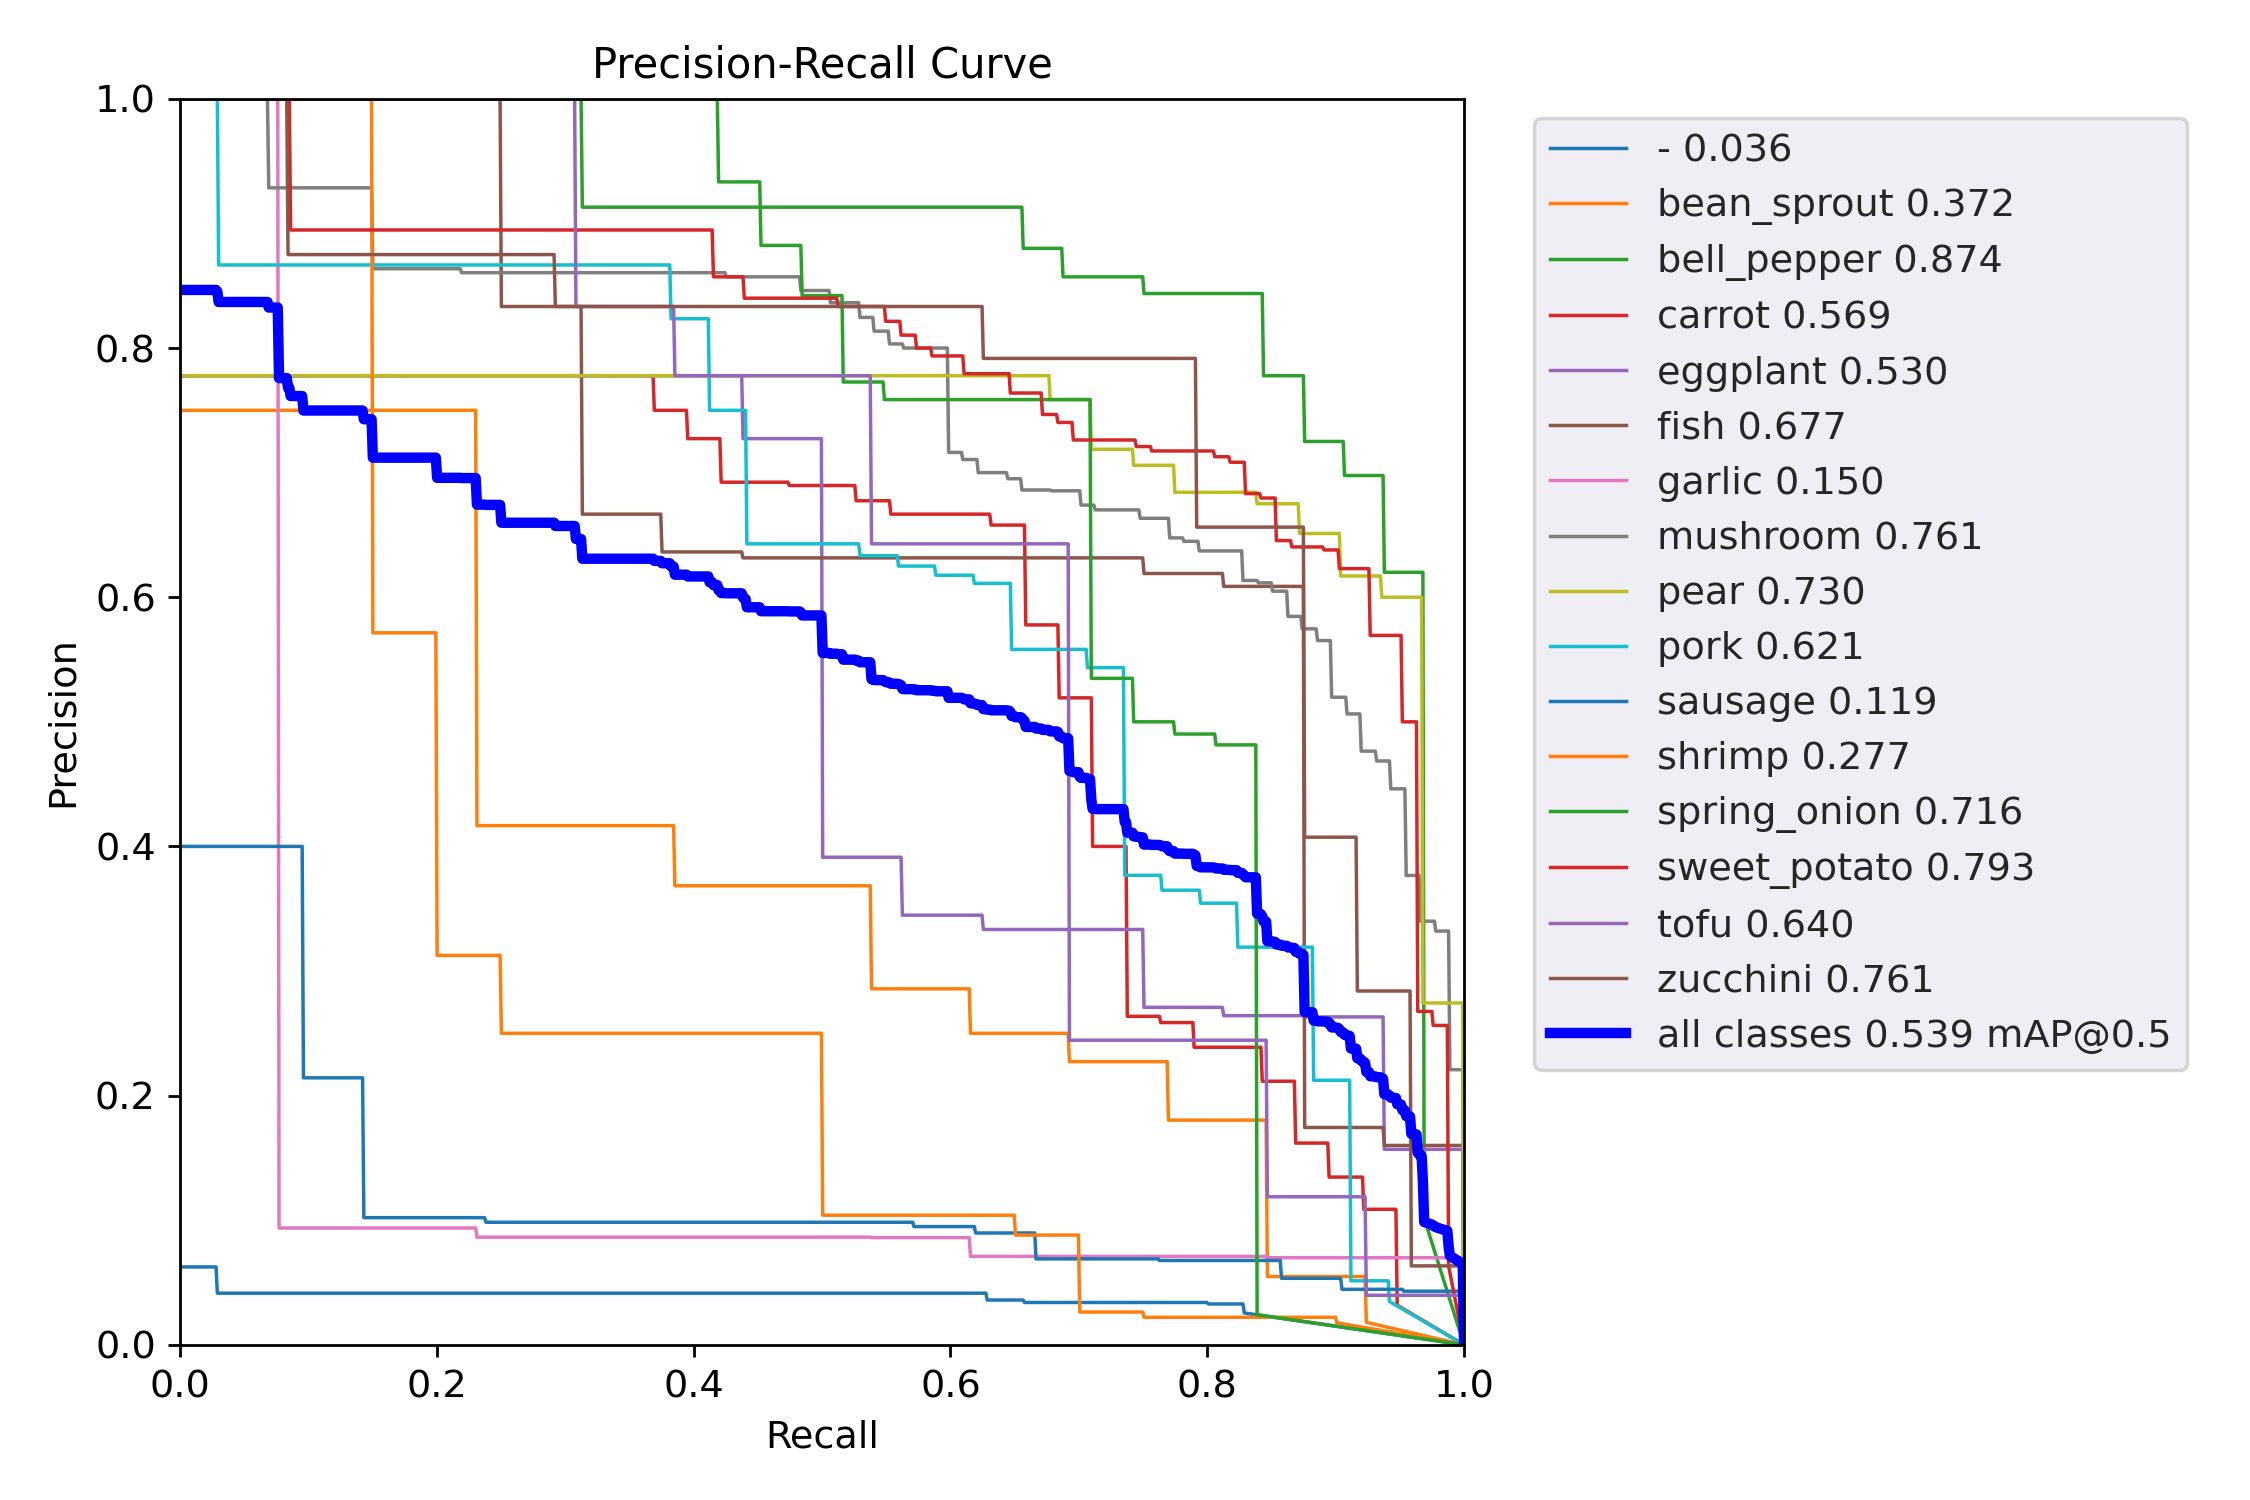 Precision-Recall Curve
1.0
0.8
0.6
0.4
0.2
0.0
Precision
0.0 0.2 0.4 0.6 0.8 1.0
Recall
- 0.036
bean_sprout 0.372
bell_pepper 0.874
carrot 0.569
eggplant 0.530
fish 0.677
garlic 0.150
mushroom 0.761
pear 0.730
pork 0.621
sausage 0.119
shrimp 0.277
spring_onion 0.716
sweet_potato 0.793
tofu 0.640
zucchini 0.761
all classes 0.539 mAP@0.5